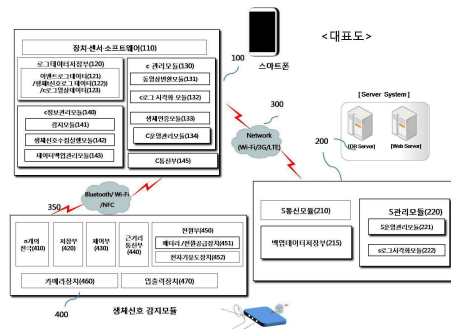 <대표도>
장치·센서·소프트웨어(110)
로그데이터저장부(120)
이벤트로그데이터(121)
/생체신호로그 데이터(122)
/c로그영상데이터(123)
c 관리모듈(130)
동영상변환모듈(131)
c로그 시각화 모듈(132)
생체인증모듈(133)
C운영관리모듈(134)
c정보관리모듈(140)
감지모듈(141)
생체신호수집실행모듈(142)
데이터백업관리모듈(143)
C통신부(145)
100
스마트폰
300
Network
(Wi-Fi/3G/LTE)
200
[ Server System ]
[DB Server]
[Web Server]
Bluetooth/ Wi-Fi
/NFC
350
S통신모듈(210)
백업데이터저장부(215)
S관리모듈(220)
S운영관리모듈(221)
s로그시각화모듈(222)
n개의
전극(410)
저장부
(420)
제어부
(430)
근거리
통신부
(440)
전원부(450)
배터리 /전원공급장치(451)
전자기유도장치(452)
카메라장치(460)
입출력장치(470)
400
생체신호 감지모듈